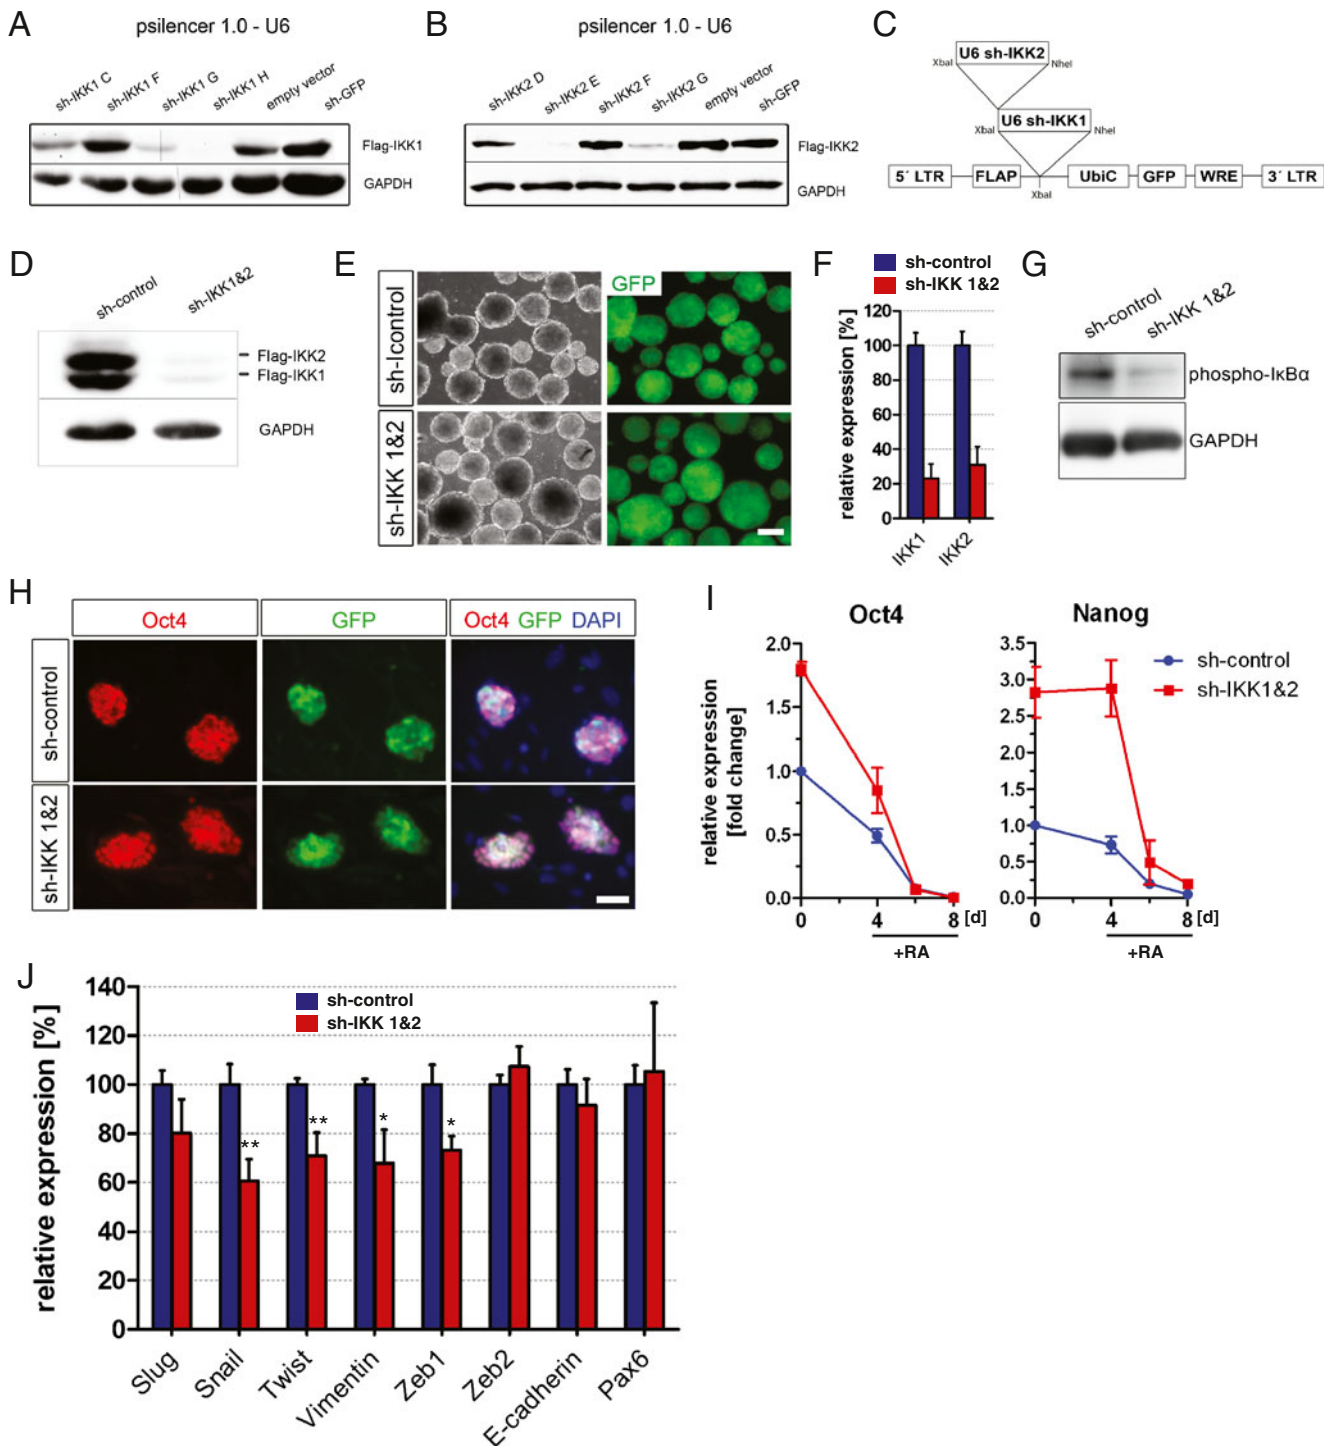 A
psilencer 1.0 - U6
sh-IKK1 C
sh-IKK1 F
sh-IKK1 G
sh-IKK1 H
empty vector
sh-GFP
Flag-IKK1
GAPDH
B
psilencer 1.0 - U6
sh-IKK2 D
sh-IKK2 E
sh-IKK2 F
sh-IKK2 G
empty vector
sh-GFP
Flag-IKK2
GAPDH
C
U6 sh-IKK2
XbaI
NheI
U6 sh-IKK1
XbaI
NheI
5´ LTR
FLAP
XbaI
UbiC
GFP
WRE
3´ LTR
D
sh-control
sh-IKK1&2
Flag-IKK2
Flag-IKK1
GAPDH
E
GFP
sh-lcontrol
sh-IKK 1&2
F
sh-control
sh-IKK 1&2
relative expression [%]
120
100
80
60
40
20
0
IKK1
IKK2
G
sh-control
sh-IKK 1&2
phospho-IκBα
GAPDH
H
Oct4
GFP
Oct4 GFP DAPI
sh-control
sh-IKK 1&2
I
Oct4
relative expression
[fold change]
2.0
1.5
1.0
0.5
0.0
0
4
8
[d]
+RA
Nanog
3.5
3.0
2.5
2.0
1.5
1.0
0.5
0.0
0
4
8
[d]
+RA
sh-control
sh-IKK1&2
J
relative expression [%]
140
120
100
80
60
40
20
0
sh-control
sh-IKK 1&2
**
**
*
*
Slug
Snail
Twist
Vimentin
Zeb1
Zeb2
E-cadherin
Pax6